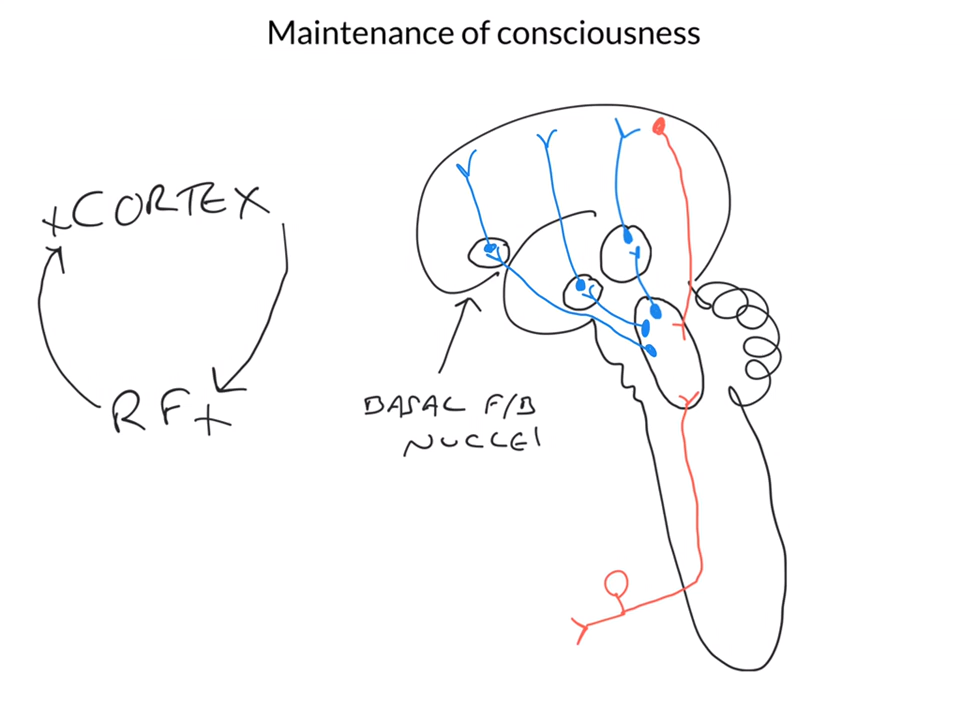 Maintenance of consciousness
+CORTEX
RF+
BASAL F/B
NUCLEI